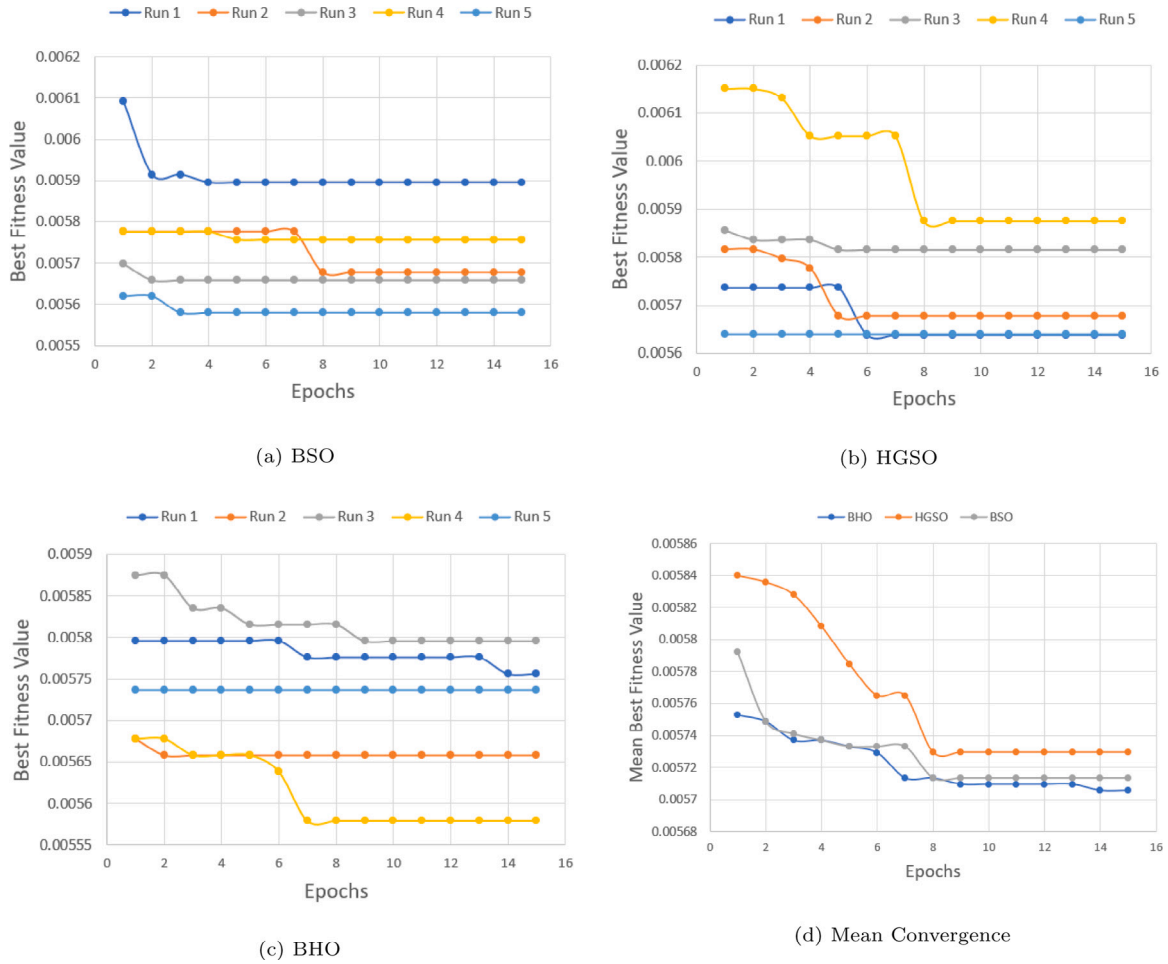 Run 1 Run 2 Run 3 Run 4 Run 5
0.0062
0.0061
0.006
0.0059
0.0058
0.0057
0.0056
0.0055
Best Fitness Value
0 2 4 6 8 10 12 14 16
Epochs
(a) BSO
Run 1 Run 2 Run 3 Run 4 Run 5
0.0062
0.0061
0.006
0.0059
0.0058
0.0057
0.0056
Best Fitness Value
0 2 4 6 8 10 12 14 16
Epochs
(b) HGSO
Run 1 Run 2 Run 3 Run 4 Run 5
0.0059
0.00585
0.0058
0.00575
0.0057
0.00565
0.0056
0.00555
Best Fitness Value
0 2 4 6 8 10 12 14 16
Epochs
(c) BHO
BHO HGSO BSO
0.00586
0.00584
0.00582
0.0058
0.00578
0.00576
0.00574
0.00572
0.0057
0.00568
Mean Best Fitness Value
0 2 4 6 8 10 12 14 16
Epochs
(d) Mean Convergence